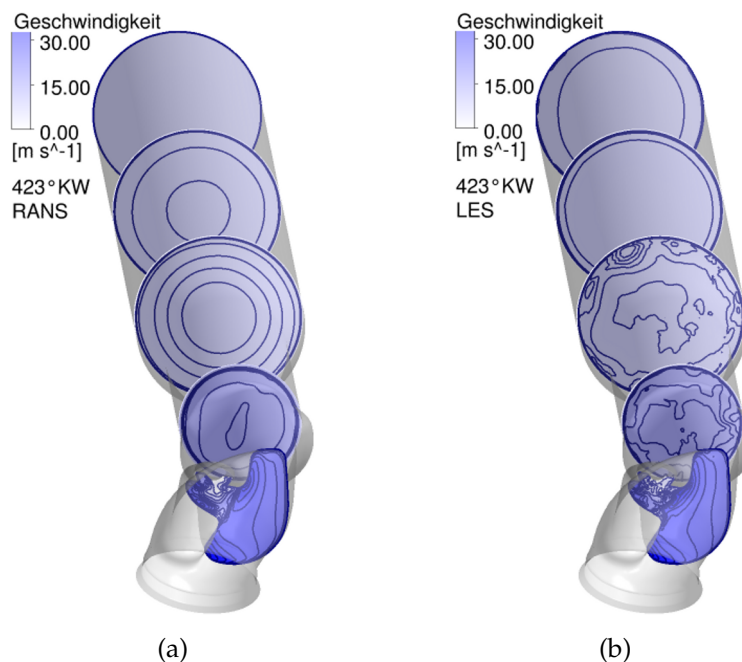 Geschwindigkeit
30.00
15.00
0.00
[m s^-1]
423°KW
RANS
(a)
Geschwindigkeit
30.00
15.00
0.00
[m s^-1]
423°KW
LES
(b)